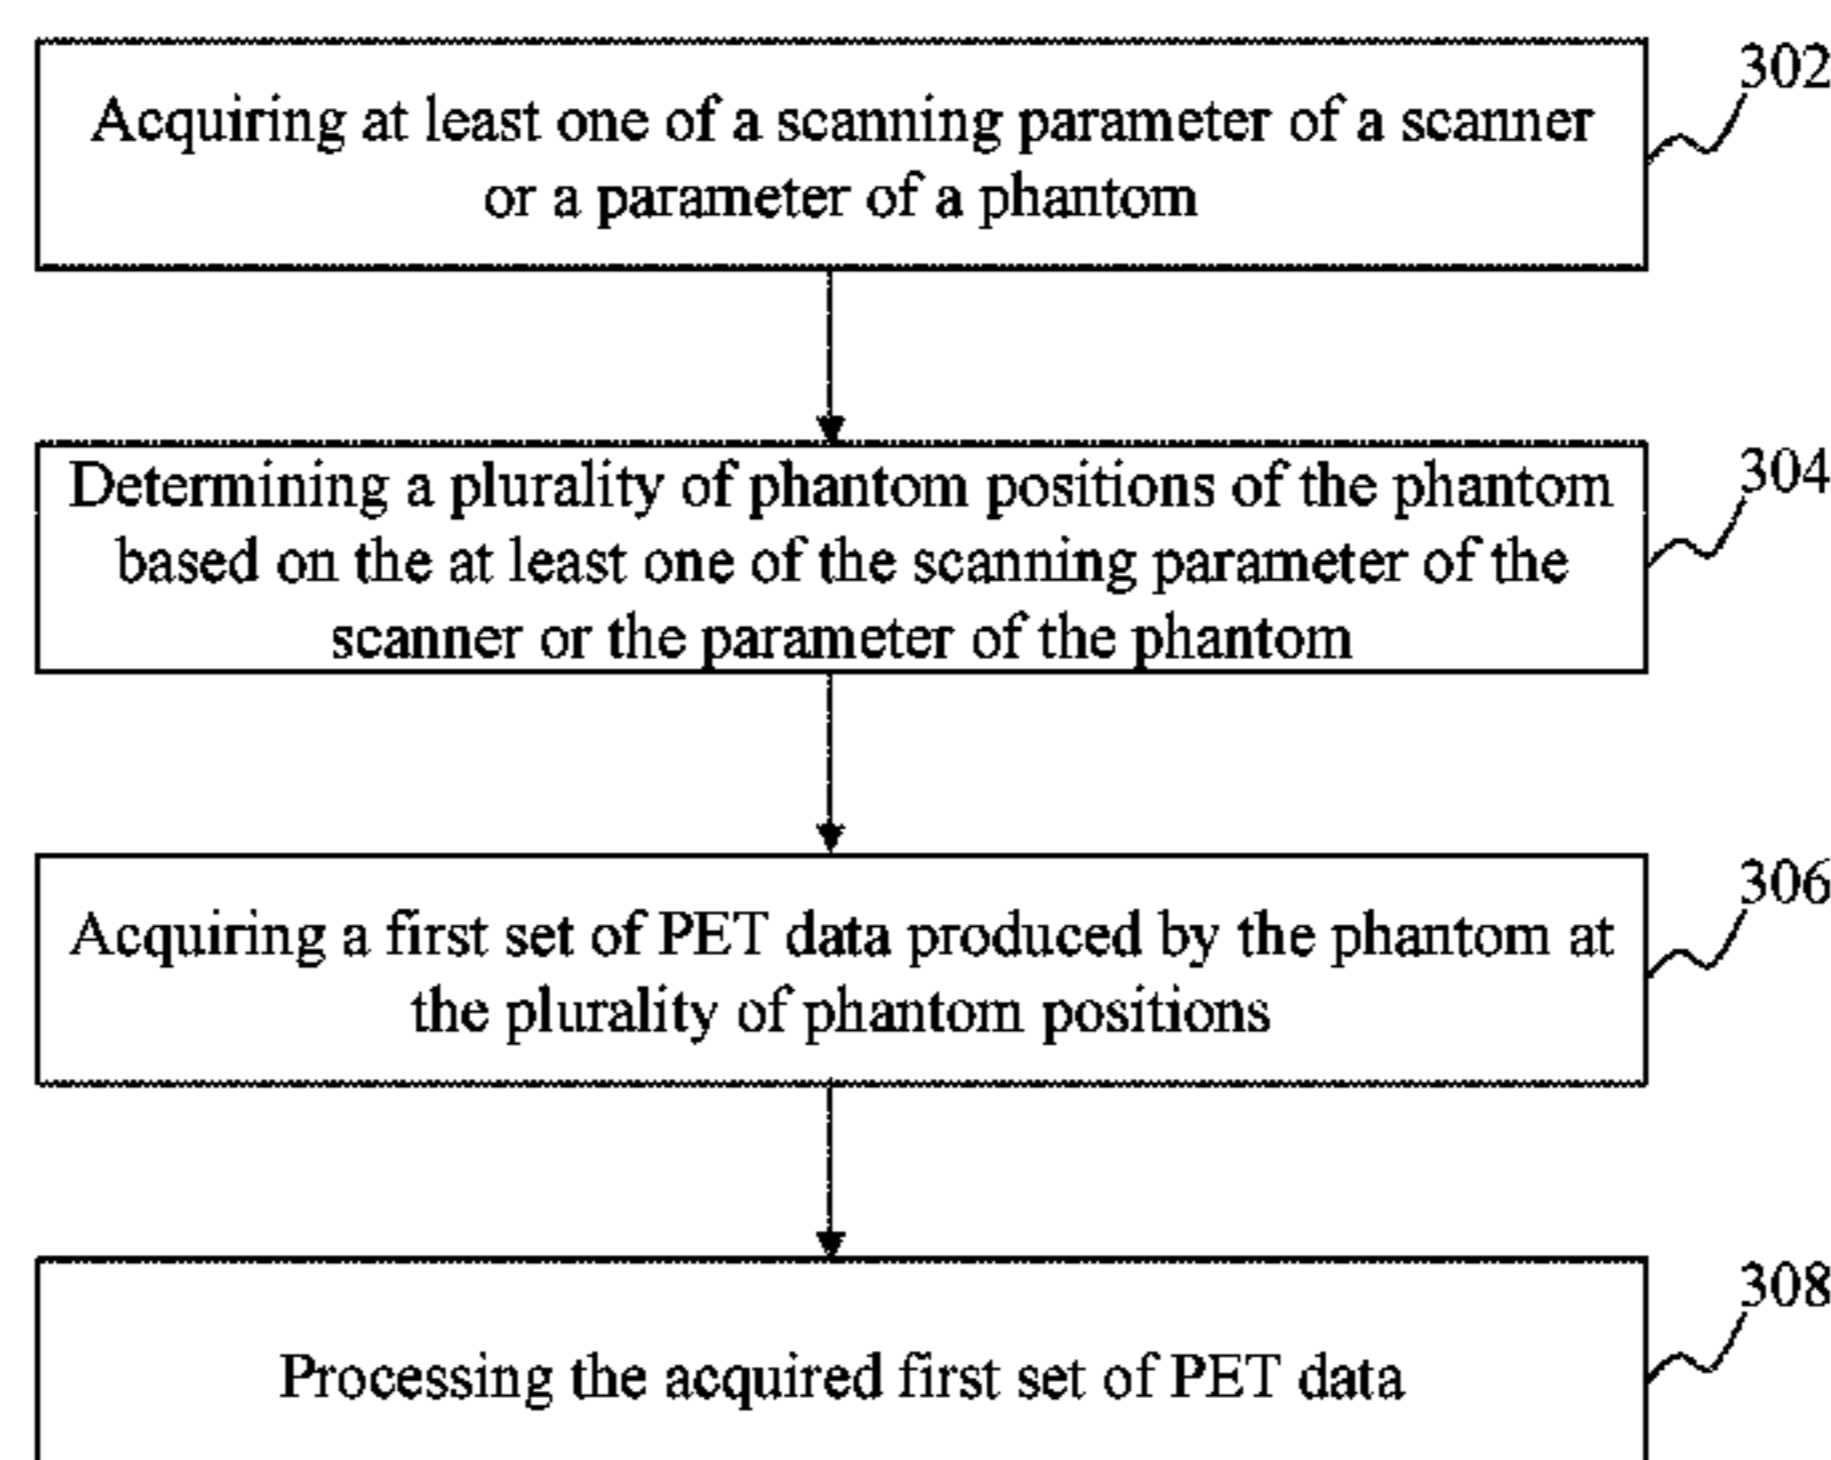 302
Acquiring at least one of a scanning parameter of a scanner
or a parameter of a phantom
304
Determining a plurality of phantom positions of the phantom
based on the at least one of the scanning parameter of the
scanner or the parameter of the phantom
306
Acquiring a first set of PET data produced by the phantom at
the plurality of phantom positions
308
Processing the acquired first set of PET data